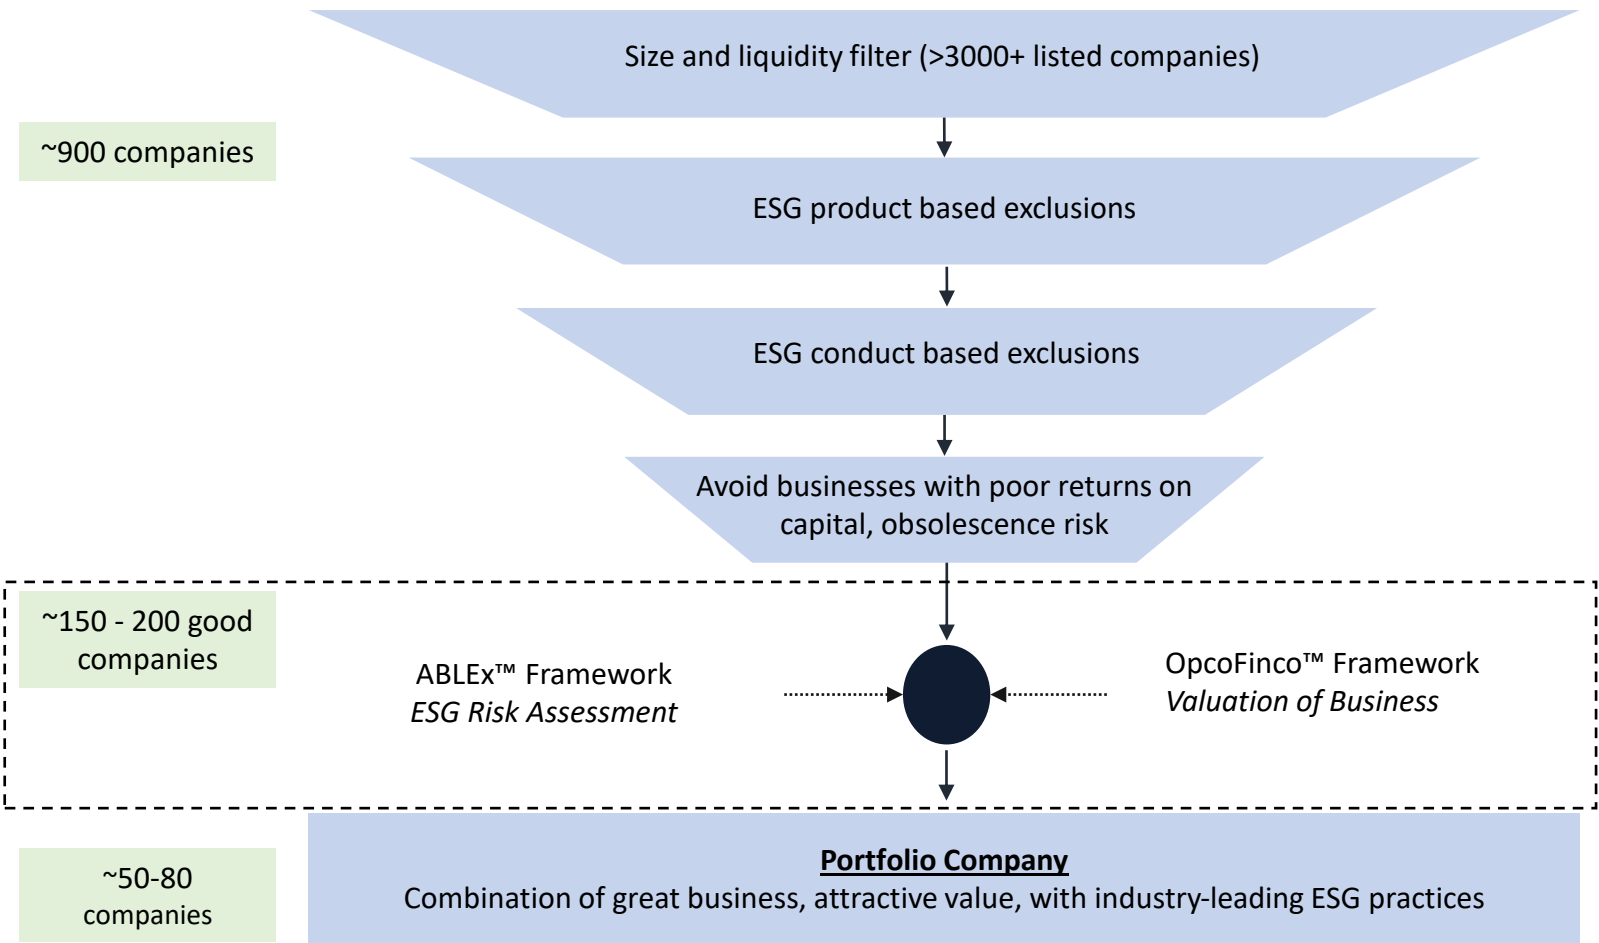 Size and liquidity filter (>3000+ listed companies)
~900 companies
ESG product based exclusions
ESG conduct based exclusions
Avoid businesses with poor returns on
capital, obsolescence risk
~150 - 200 good
companies
ABLEx™ Framework
ESG Risk Assessment
OpcoFinco™ Framework
Valuation of Business
~50-80
companies
Portfolio Company
Combination of great business, attractive value, with industry-leading ESG practices